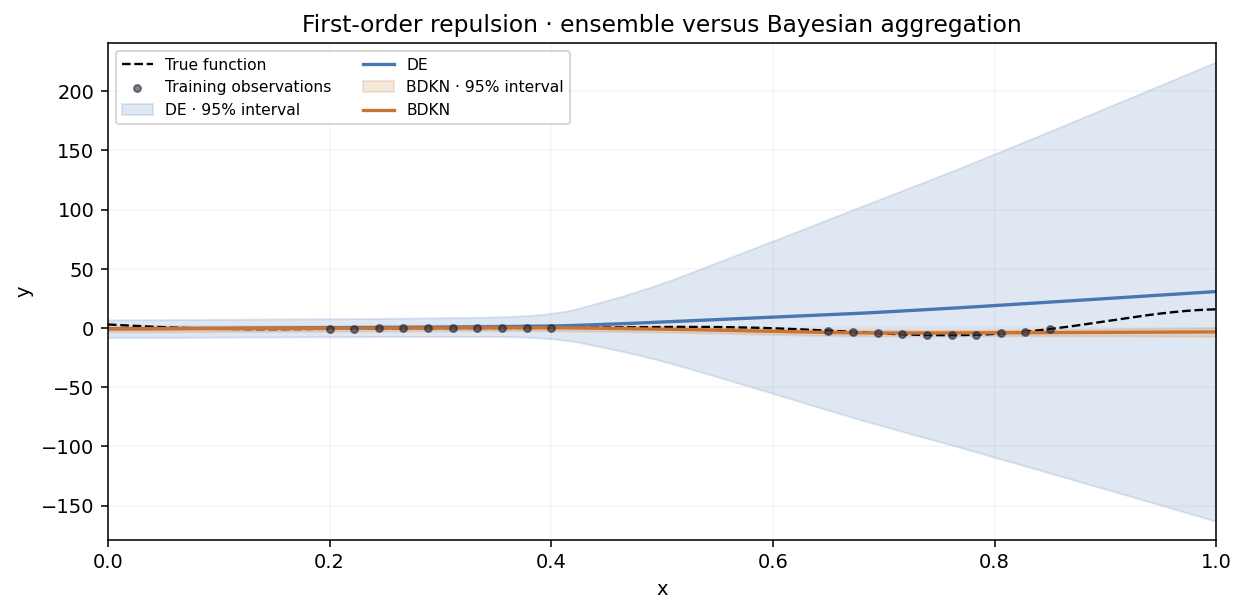 First-order repulsion · ensemble versus Bayesian aggregation
True function
Training observations
DE · 95% interval
DE
BDKN · 95% interval
BDKN
200
150
100
50
0
−50
−100
−150
y
0.0 0.2 0.4 0.6 0.8 1.0
x